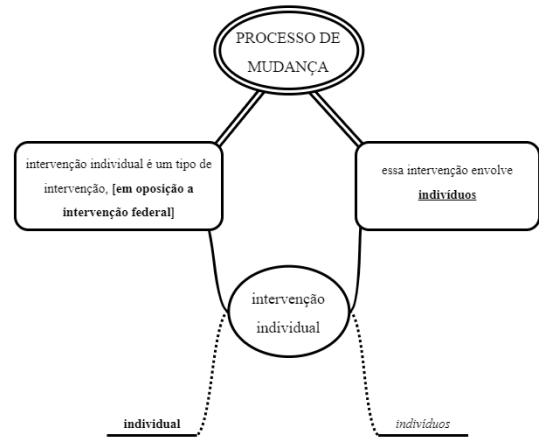 PROCESSO DE
MUDANÇA
intervenção individual é um tipo de
intervenção, [em oposição a
intervenção federal]
essa intervenção envolve
indivíduos
intervenção
individual
individual
indivíduos